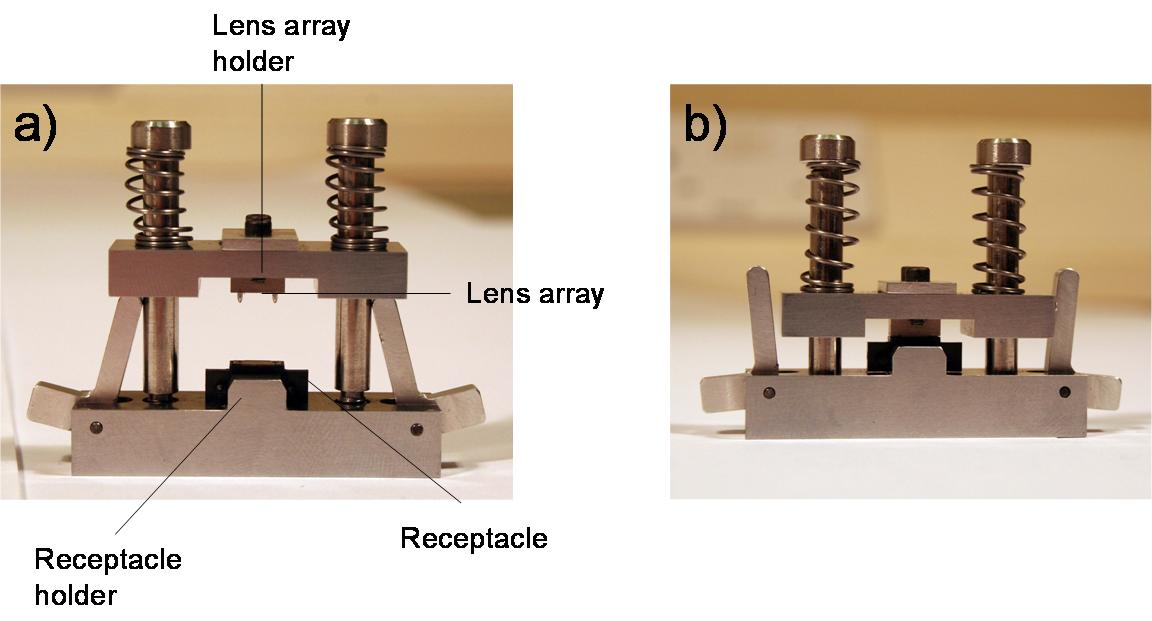 Lens array
holder
a)
b)
Lens array
Receptacle
Receptacle
holder